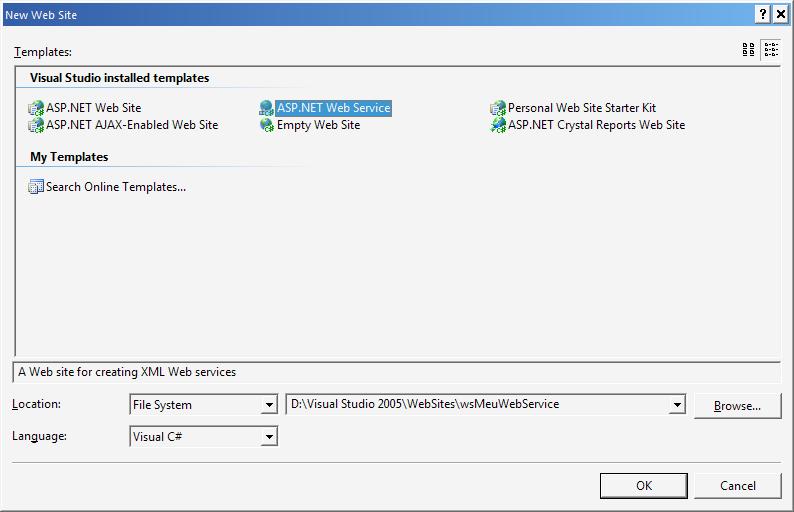 New Web Site
Templates:
Visual Studio installed templates
ASP.NET Web Site ASP.NET Web Service Personal Web Site Starter Kit
ASP.NET AJAX-Enabled Web Site Empty Web Site ASP.NET Crystal Reports Web Site
My Templates
Search Online Templates...
A Web site for creating XML Web services
Location: File System D:\Visual Studio 2005\WebSites\wsMeuWebService Browse...
Language: Visual C#
OK Cancel